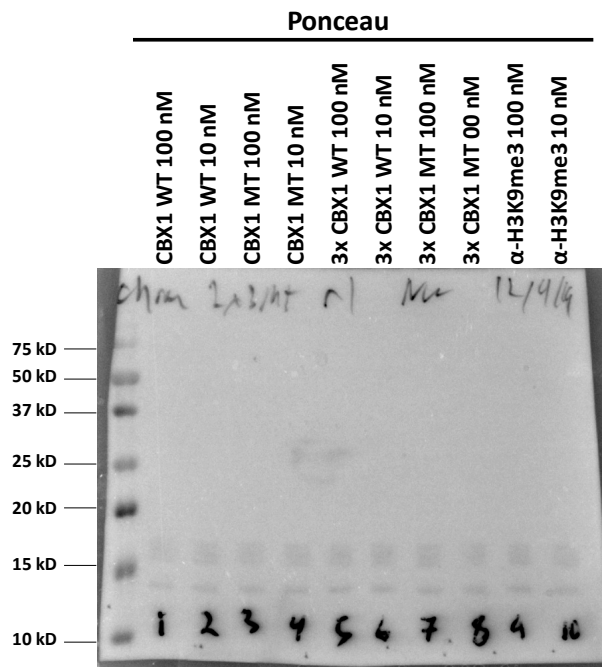 Ponceau
CBX1 WT 100 nM
CBX1 WT 10 nM
CBX1 MT 100 nM
CBX1 MT 10 nM
3x CBX1 WT 100 nM
3x CBX1 WT 10 nM
3x CBX1 MT 100 nM
3x CBX1 MT 00 nM
α-H3K9me3 100 nM
α-H3K9me3 10 nM
75 kD
50 kD
37 kD
25 kD
20 kD
15 kD
10 kD
1 2 3 4 5 6 7 8 9 10